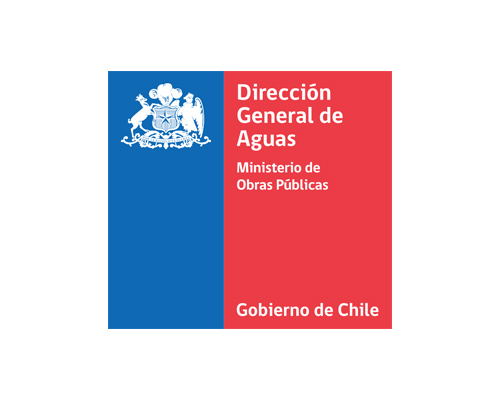 Dirección
General de
Aguas
Ministerio de
Obras Públicas
Gobierno de Chile